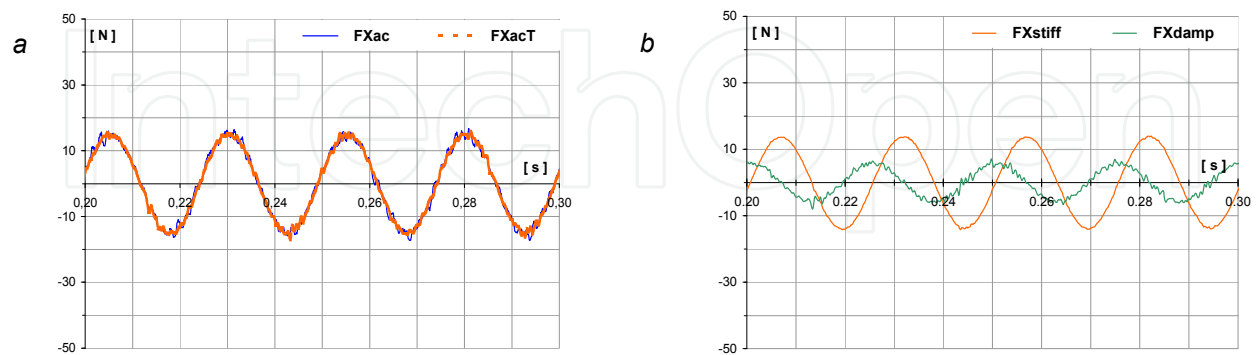 a
[ N ]
FXac
FXacT
50
30
10
-10
-30
-50
[ s ]
0,20
0,22
0,24
0,26
0,28
0,30
b
[ N ]
FXstiff
FXdamp
50
30
10
-10
-30
-50
[ s ]
0,20
0,22
0,24
0,26
0,28
0,30
IntechOpen